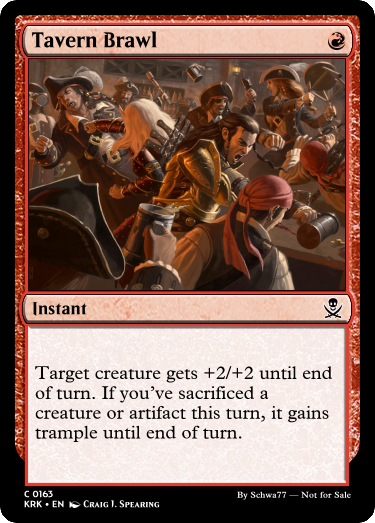 Tavern Brawl
Instant
Target creature gets +2/+2 until end
of turn. If you've sacrificed a
creature or artifact this turn, it gains
trample until end of turn.
C 0163
KRK • EN Craig J. Spearing
By Schwa77 — Not for Sale